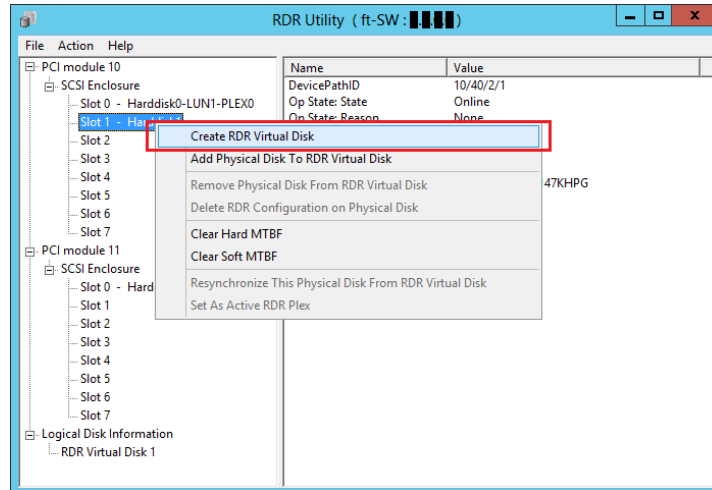 RDR Utility ( ft-SW : )
File Action Help
PCI module 10
SCSI Enclosure
Slot 0 - Harddisk0-LUN1-PLEX0
Slot 1 -
Slot 2
Slot 3
Slot 4
Slot 5
Slot 6
Slot 7
PCI module 11
SCSI Enclosure
Slot 0 - Hard
Slot 1
Slot 2
Slot 3
Slot 4
Slot 5
Slot 6
Slot 7
Logical Disk Information
RDR Virtual Disk 1
Name Value
DevicePathID 10/40/2/1
Op State: State Online
Op State: Reason None
47KHPG
Create RDR Virtual Disk
Add Physical Disk To RDR Virtual Disk
Remove Physical Disk From RDR Virtual Disk
Delete RDR Configuration on Physical Disk
Clear Hard MTBF
Clear Soft MTBF
Resynchronize This Physical Disk From RDR Virtual Disk
Set As Active RDR Plex